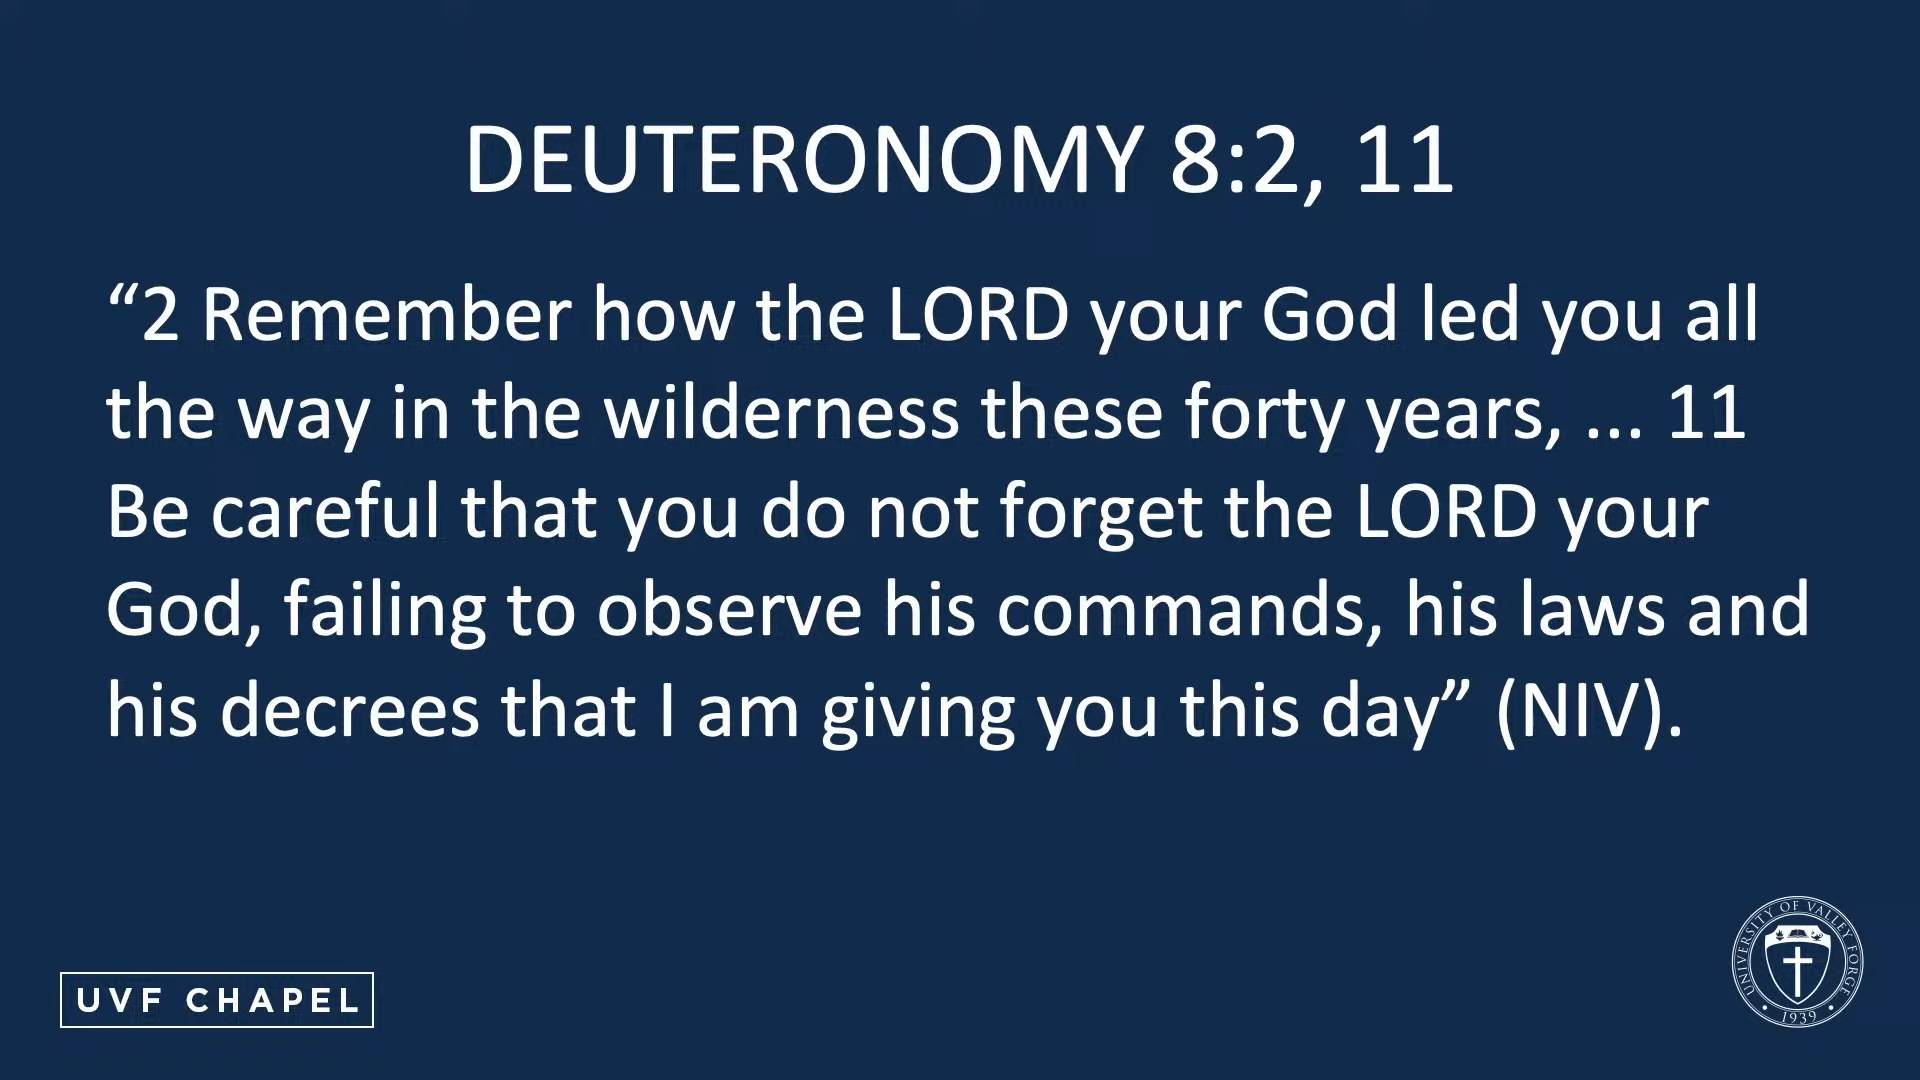 DEUTERONOMY 8:2, 11
“2 Remember how the LORD your God led you all
the way in the wilderness these forty years, ... 11
Be careful that you do not forget the LORD your
God, failing to observe his commands, his laws and
his decrees that I am giving you this day” (NIV).
UVF CHAPEL
UNIVERSITY OF VALLEY FORGE
1939